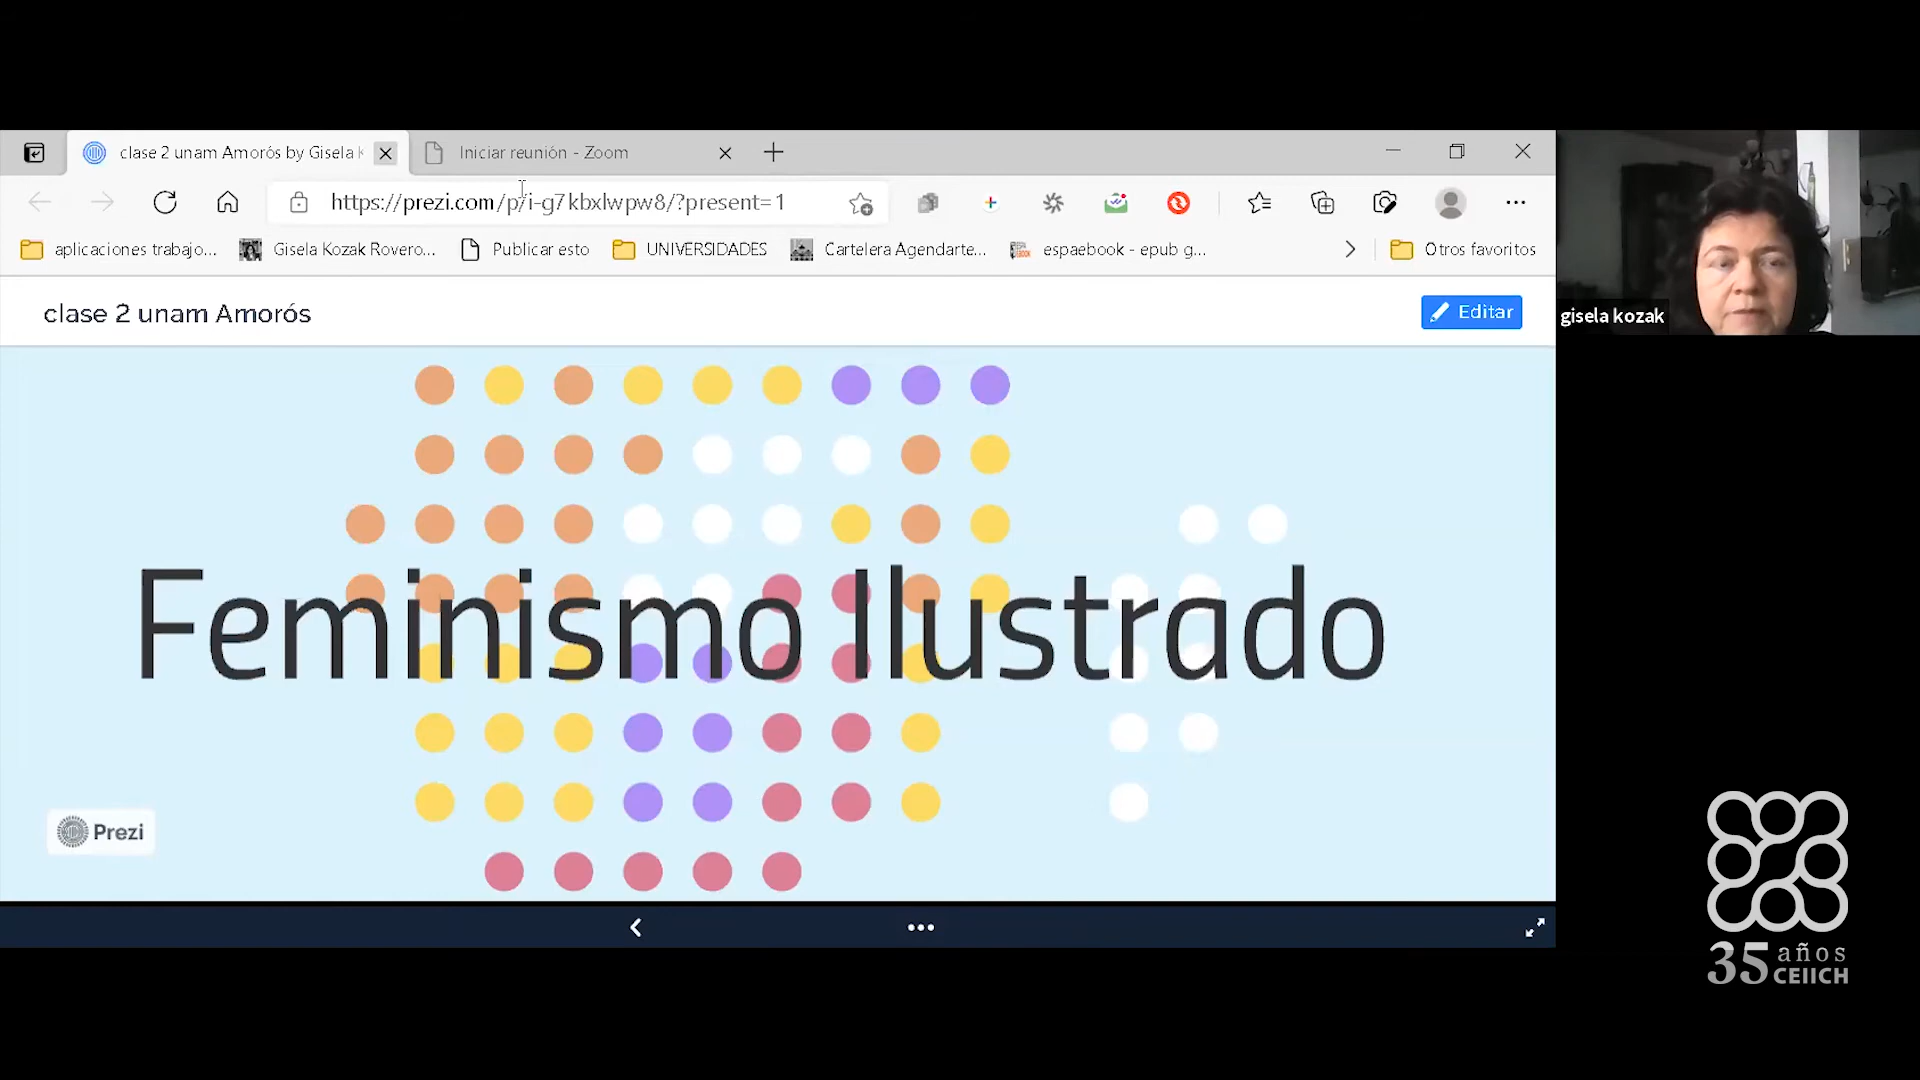 clase 2 unam Amorós by Gisela K
Iniciar reunión - Zoom
https://prezi.com/p/i-g7kbxlwpw8/?present=1
aplicaciones trabajo...
Gisela Kozak Rovero...
Publicar esto
UNIVERSIDADES
Cartelera Agendarte...
espaebook - epub g...
Otros favoritos
clase 2 unam Amorós
Editar
gisela kozak
Feminismo Ilustrado
Prezi
35 años
CEIICH